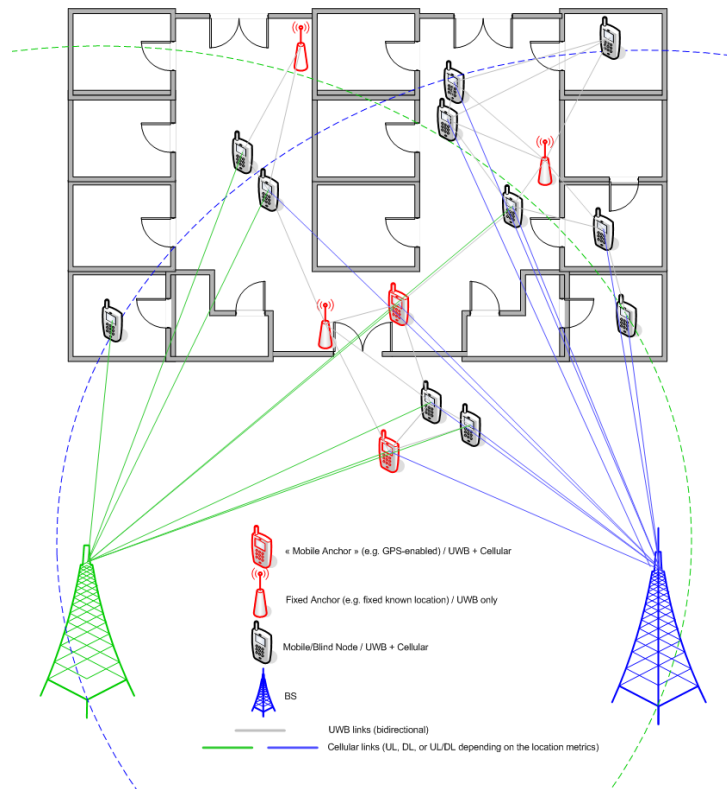 « Mobile Anchor » (e.g. GPS-enabled) / UWB + Cellular
Fixed Anchor (e.g. fixed known location) / UWB only
Mobile/Blind Node / UWB + Cellular
BS
UWB links (bidirectional)
Cellular links (UL, DL, or UL/DL depending on the location metrics)